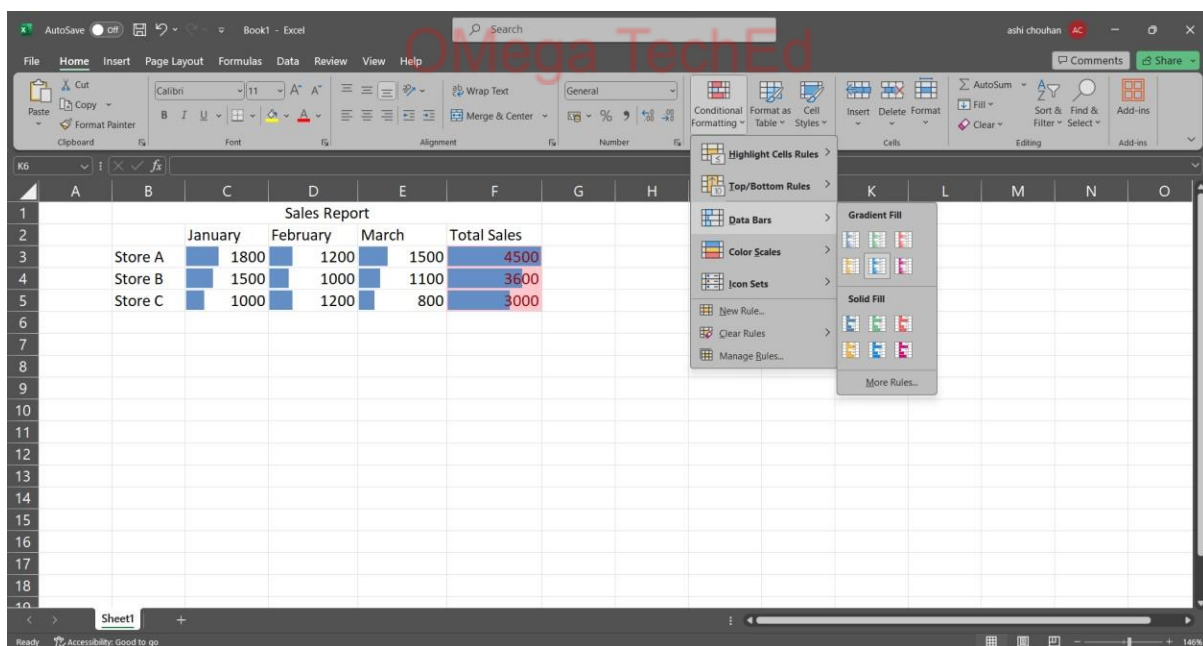 AutoSave Off Book1 - Excel Search ashi chouhan AC
OMega TechEd
File Home Insert Page Layout Formulas Data Review View Help Comments Share
Paste Cut Copy Format Painter
Calibri 11
B I U
A A
Wrap Text
Merge & Center
General
% 9
Conditional Formatting Format as Table Cell Styles
Insert Delete Format
AutoSum Fill Clear
Sort & Filter Find & Select
Add-ins
Clipboard Font Alignment Number Cells Editing Add-ins
K6 fx
A B C D E F G H K L M N O
1 Sales Report
2 January February March Total Sales
3 Store A 1800 1200 1500 4500
4 Store B 1500 1000 1100 3600
5 Store C 1000 1200 800 3000
6
7
8
9
10
11
12
13
14
15
16
17
18
19
Highlight Cells Rules
Top/Bottom Rules
Data Bars
Color Scales
Icon Sets
New Rule...
Clear Rules
Manage Rules...
Gradient Fill
Solid Fill
More Rules...
Sheet1 +
Ready Accessibility: Good to go 146%